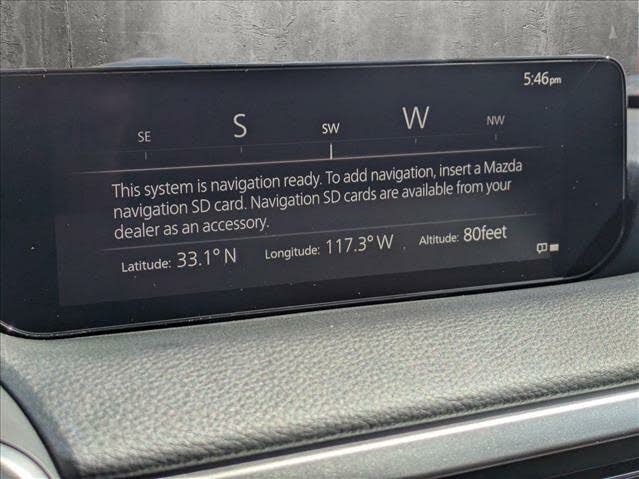 5:46pm
SE S SW W NW
This system is navigation ready. To add navigation, insert a Mazda
navigation SD card. Navigation SD cards are available from your
dealer as an accessory.
Latitude: 33.1° N Longitude: 117.3° W Altitude: 80feet